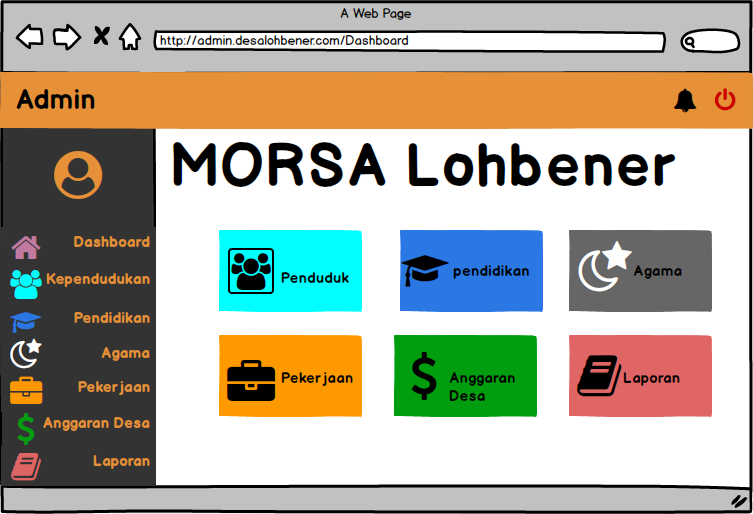 A Web Page
http://admin.desalohbener.com/Dashboard
Admin
MORSA Lohbener
Dashboard
Kependudukan
Pendidikan
Agama
Pekerjaan
Anggaran Desa
Laporan
Penduduk
pendidikan
Agama
Pekerjaan
Anggaran
Desa
Laporan